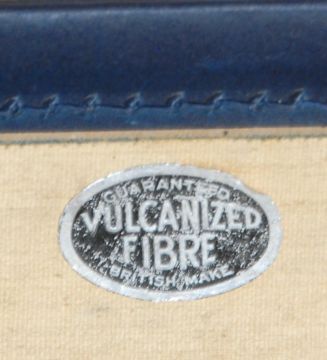 GUARANTEED
VULCANIZED
FIBRE
BRITISH MAKE